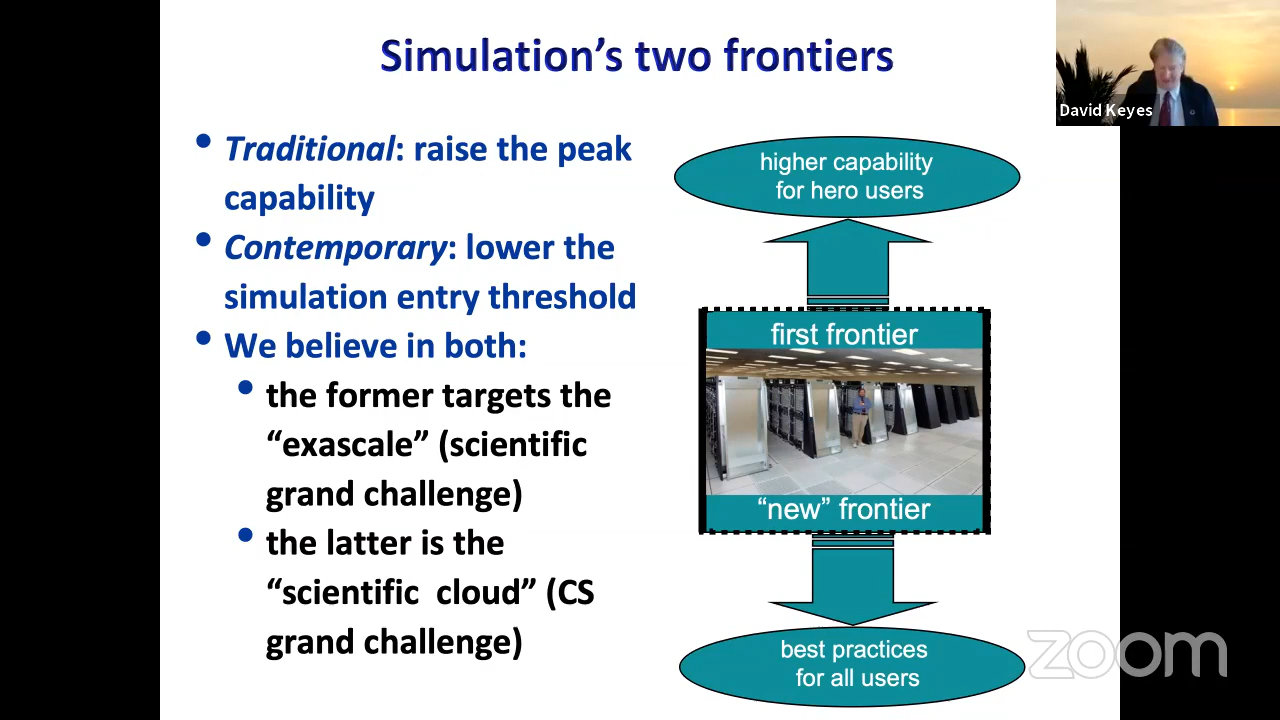 Simulation's two frontiers
David Keyes
• Traditional: raise the peak
capability
• Contemporary: lower the
simulation entry threshold
• We believe in both:
• the former targets the
“exascale” (scientific
grand challenge)
• the latter is the
“scientific cloud” (CS
grand challenge)
higher capability
for hero users
first frontier
“new” frontier
best practices
for all users
zoom